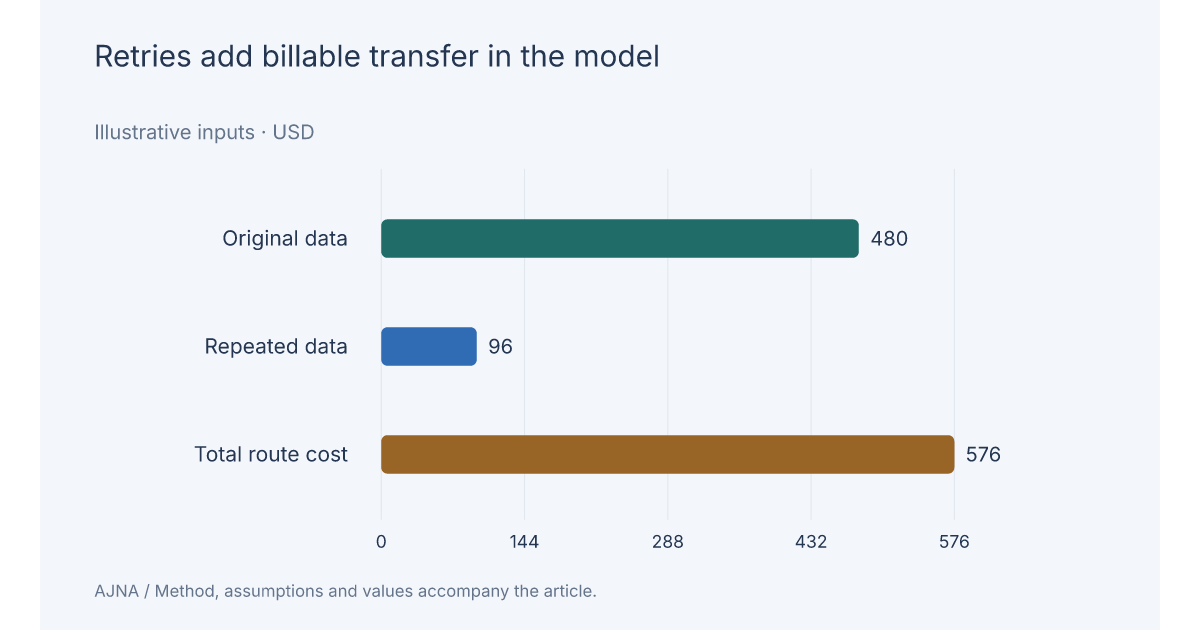 Retries add billable transfer in the model
Illustrative inputs · USD
Original data 480
Repeated data 96
Total route cost 576
0 144 288 432 576
AJNA / Method, assumptions and values accompany the article.